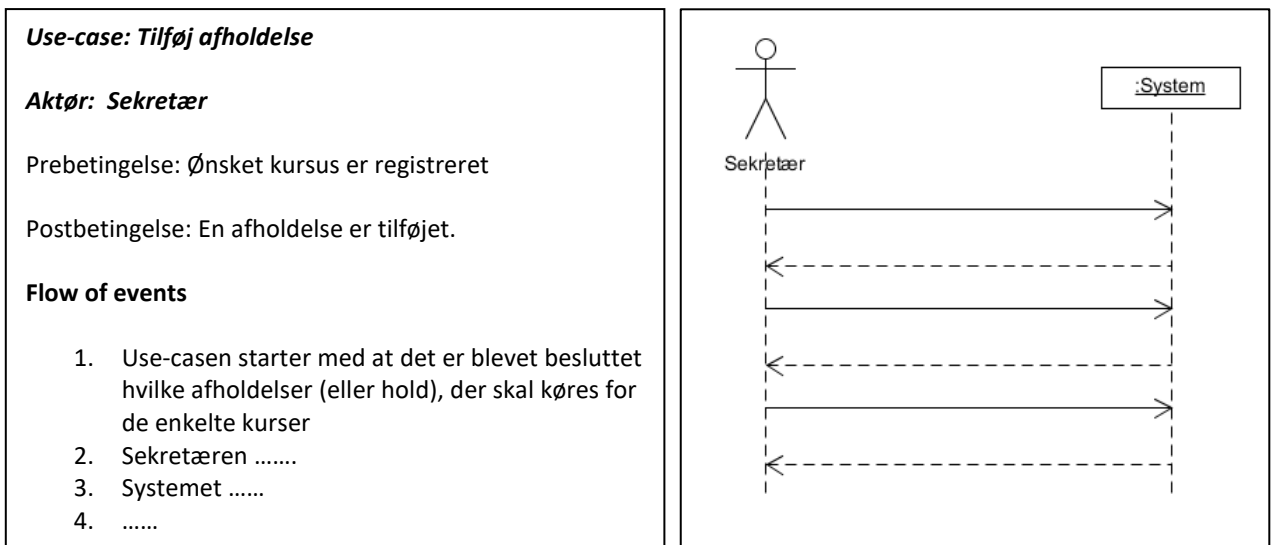 Use-case: Tilføj afholdelse
Aktør: Sekretær
Prebetingelse: Ønsket kursus er registreret
Postbetingelse: En afholdelse er tilføjet.
Flow of events
1. Use-casen starter med at det er blevet besluttet
hvilke afholdelser (eller hold), der skal køres for
de enkelte kurser
2. Sekretæren …….
3. Systemet ……
4. ……
:System
Sekretær